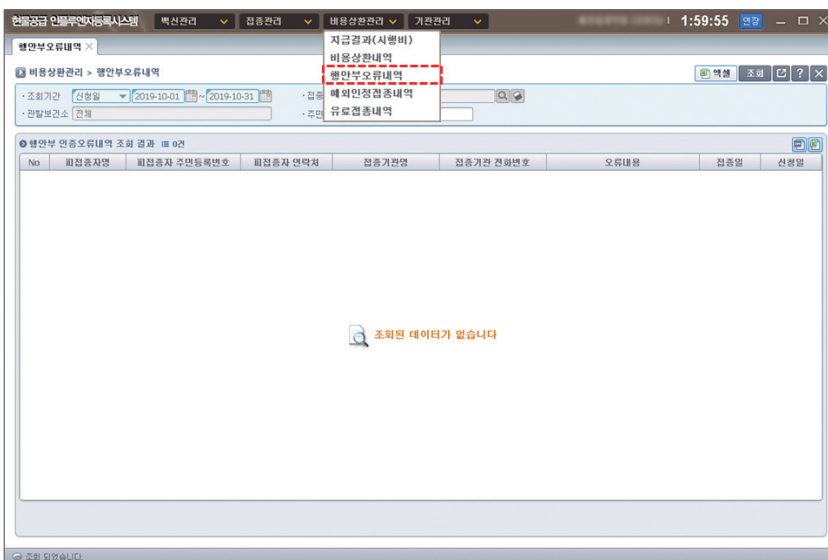 현물공급 인플루엔자등록시스템 백신관리 접종관리 비용상환관리 기관관리 1:59:55 연장
행안부오류내역
지급결과(시행비)
비용상환내역
행안부오류내역
예외인정접종내역
유료접종내역
비용상환관리 > 행안부오류내역 엑셀 조회
·조회기간 신청일 2019-10-01 ~ 2019-10-31 ·접종
·관할보건소 전체 ·주민
행안부 인증오류내역 조회 결과 0건
No 피접종자명 피접종자 주민등록번호 피접종자 연락처 접종기관명 접종기관 전화번호 오류내용 접종일 신청일
조회된 데이터가 없습니다
조회 되었습니다.